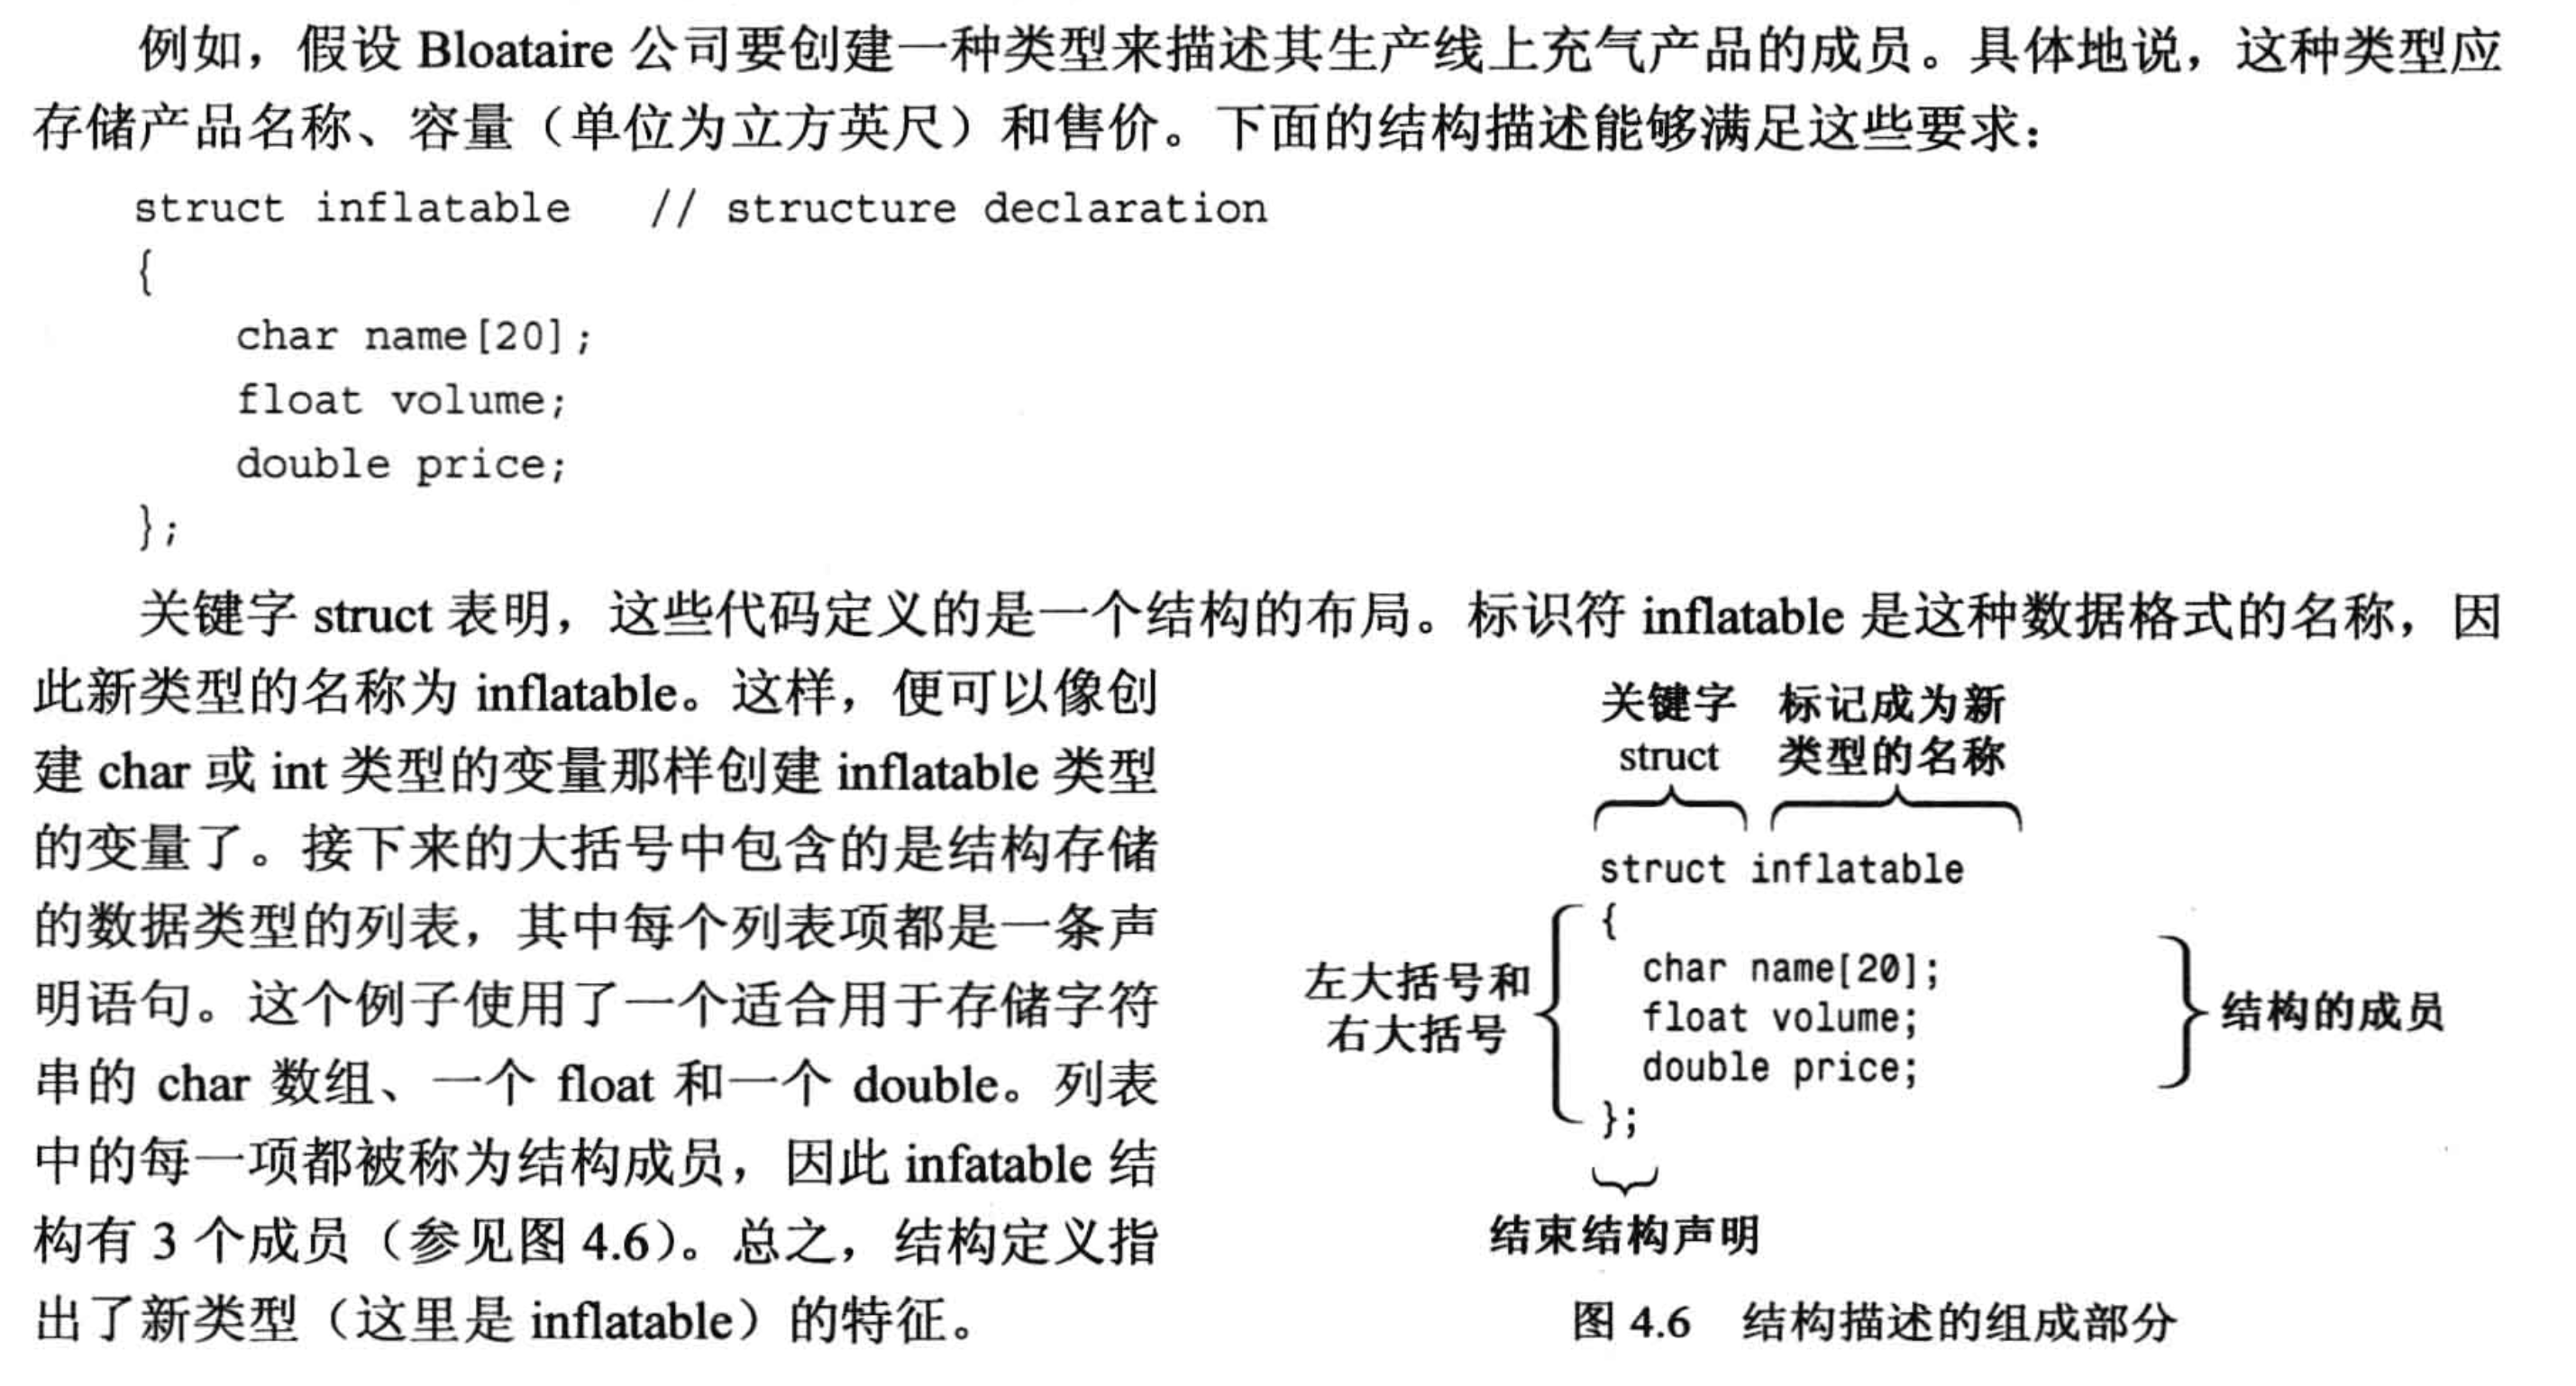 例如，假设 Bloataire 公司要创建一种类型来描述其生产线上充气产品的成员。具体地说，这种类型应
存储产品名称、容量（单位为立方英尺）和售价。下面的结构描述能够满足这些要求：
struct inflatable   // structure declaration
{
    char name[20];
    float volume;
    double price;
};
关键字 struct 表明，这些代码定义的是一个结构的布局。标识符 inflatable 是这种数据格式的名称，因
此新类型的名称为 inflatable。这样，便可以像创
建 char 或 int 类型的变量那样创建 inflatable 类型
的变量了。接下来的大括号中包含的是结构存储
的数据类型的列表，其中每个列表项都是一条声
明语句。这个例子使用了一个适合用于存储字符
串的 char 数组、一个 float 和一个 double。列表
中的每一项都被称为结构成员，因此 infatable 结
构有 3 个成员（参见图 4.6）。总之，结构定义指
出了新类型（这里是 inflatable）的特征。
关键字
struct
标记成为新
类型的名称
struct inflatable
{
char name[20];
float volume;
double price;
};
左大括号和
右大括号
结构的成员
结束结构声明
图 4.6 结构描述的组成部分